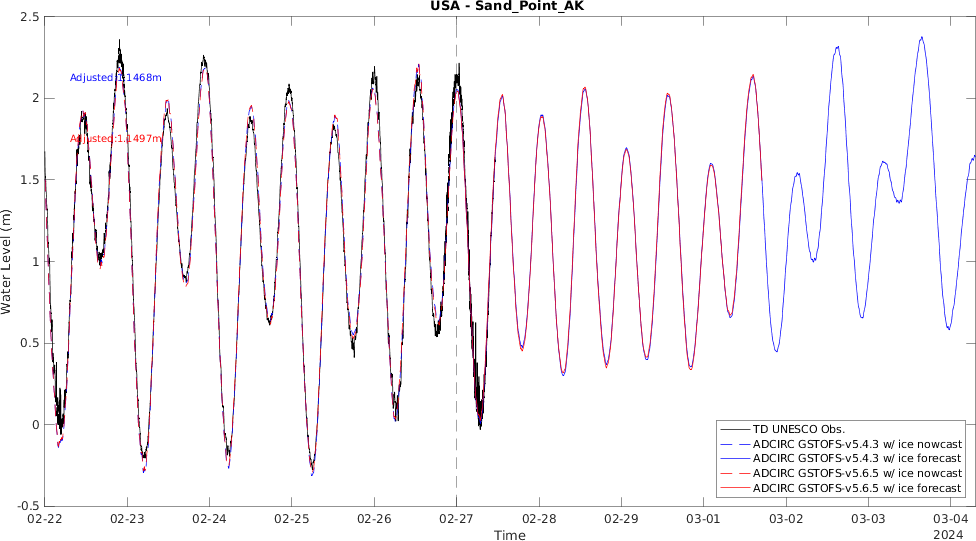 USA - Sand_Point_AK
2.5
2
1.5
1
0.5
0
-0.5
Water Level (m)
Adjusted:1.1468m
Adjusted:1.1497m
TD UNESCO Obs.
ADCIRC GSTOFS-v5.4.3 w/ ice nowcast
ADCIRC GSTOFS-v5.4.3 w/ ice forecast
ADCIRC GSTOFS-v5.6.5 w/ ice nowcast
ADCIRC GSTOFS-v5.6.5 w/ ice forecast
02-22 02-23 02-24 02-25 02-26 02-27 02-28 02-29 03-01 03-02 03-03 03-04
Time
2024